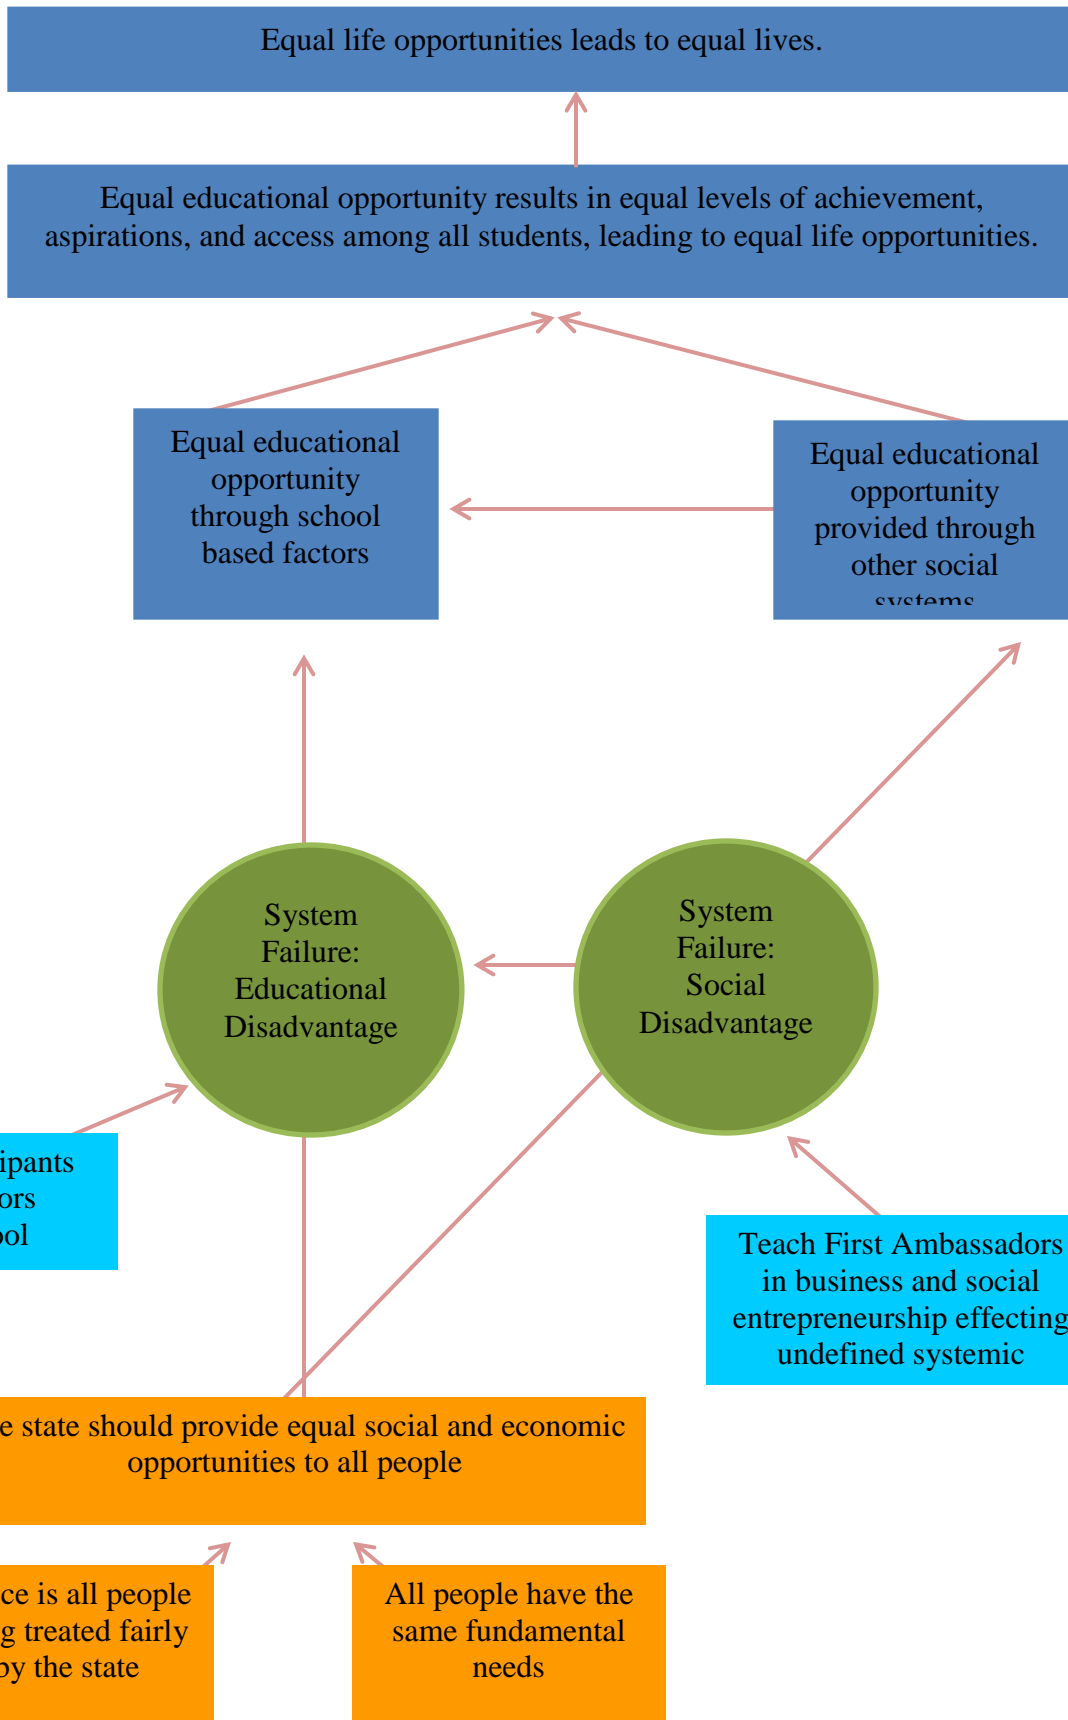 Equal life opportunities leads to equal lives.
Equal educational opportunity results in equal levels of achievement,
aspirations, and access among all students, leading to equal life opportunities.
Equal educational
opportunity
through school
based factors
Equal educational
opportunity
provided through
other social
systems
System
Failure:
Educational
Disadvantage
System
Failure:
Social
Disadvantage
ipants
ors
ool
Teach First Ambassadors
in business and social
entrepreneurship effecting
undefined systemic
e state should provide equal social and economic
opportunities to all people
ce is all people
g treated fairly
by the state
All people have the
same fundamental
needs